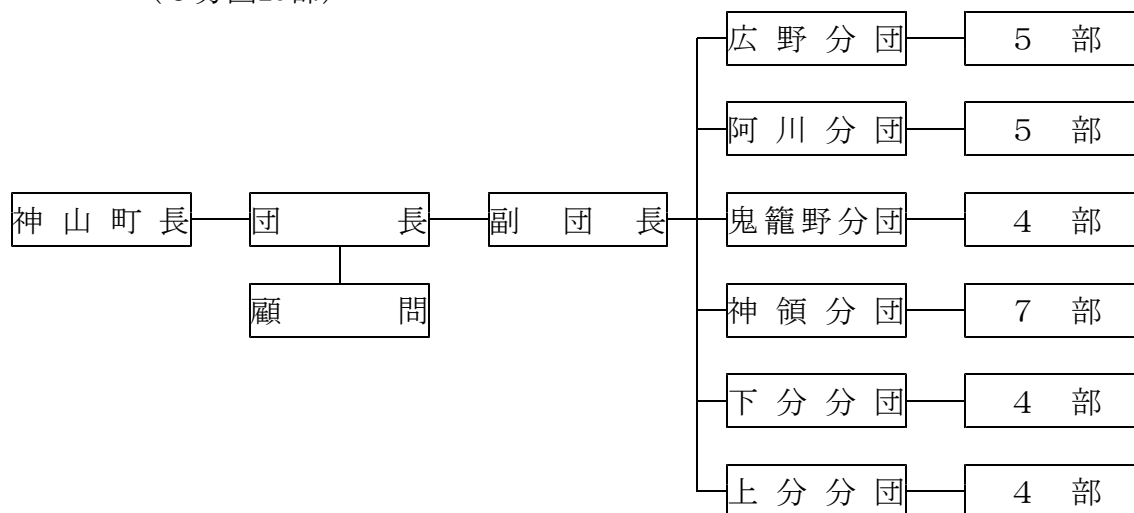 広野分団 5 部
阿川分団 5 部
神山町長 団長 副団長 鬼籠野分団 4 部
顧問 神領分団 7 部
下分分団 4 部
上分分団 4 部